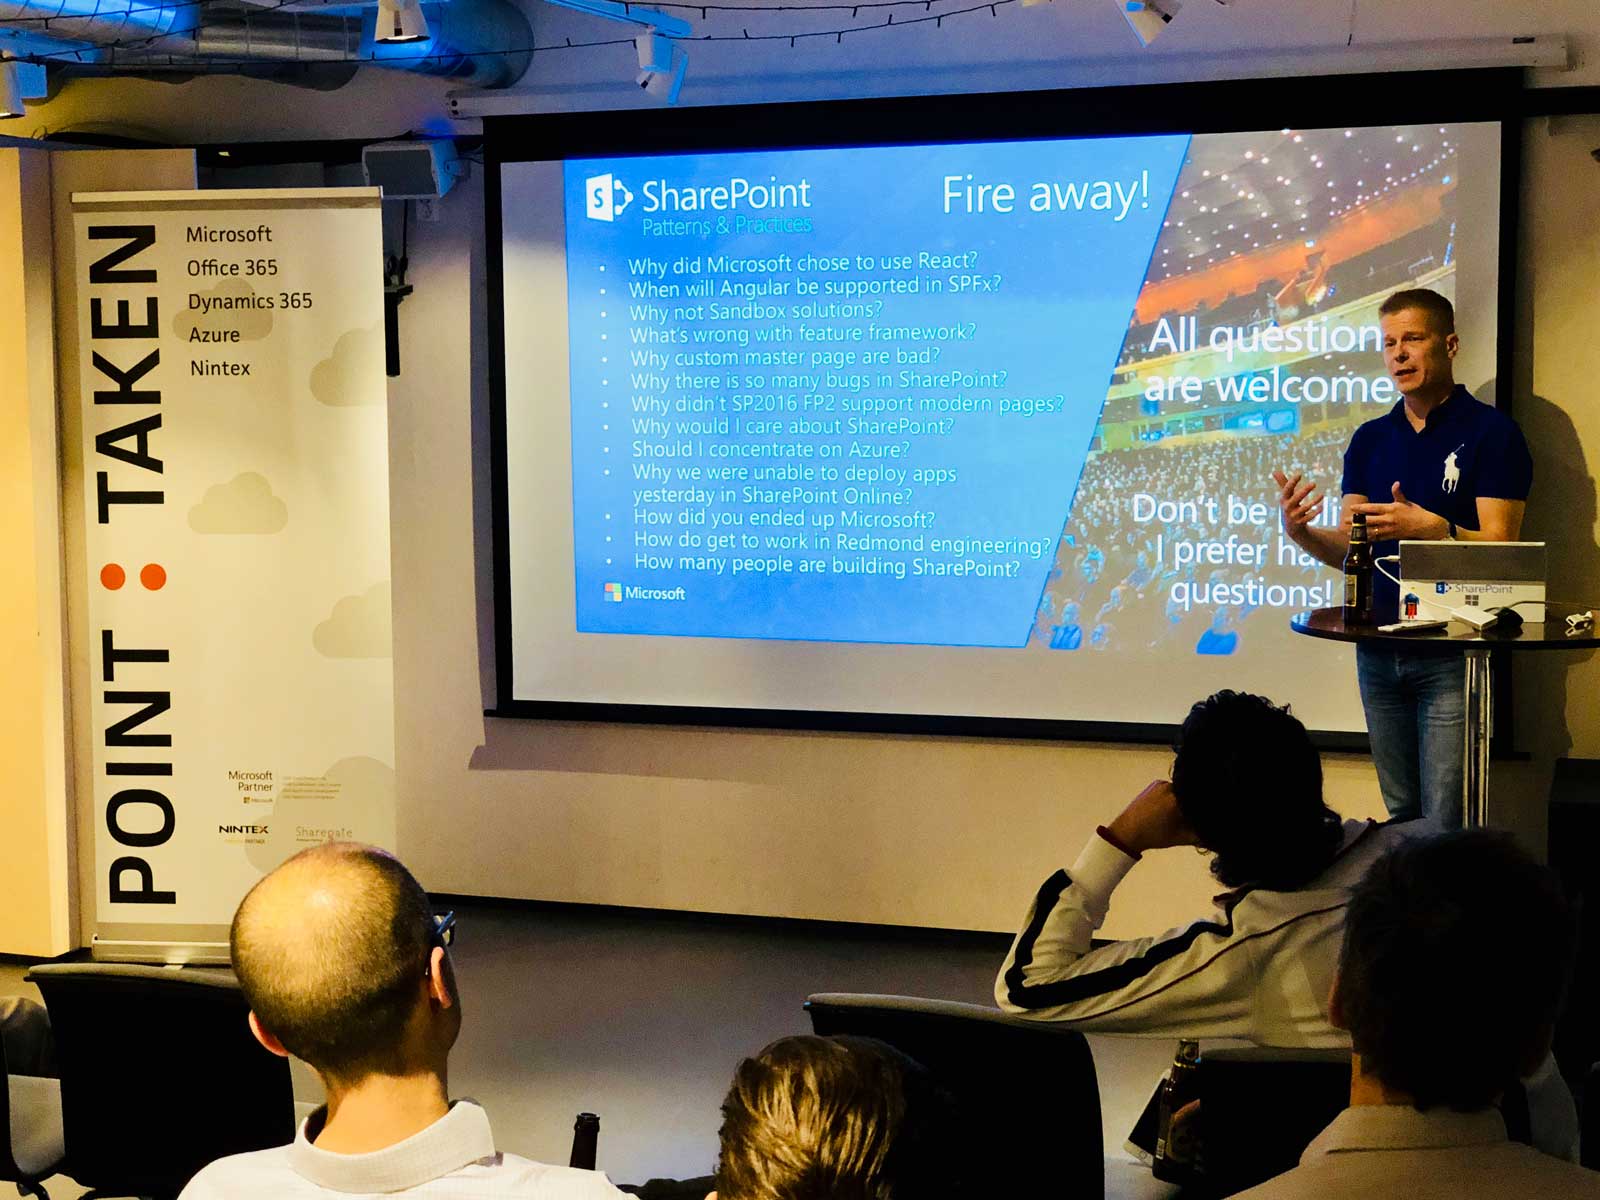 POINT : TAKEN
Microsoft
Office 365
Dynamics 365
Azure
Nintex
Microsoft
Partner
Microsoft
NINTEX
PARTNER
Sharegate
SharePoint
Patterns & Practices
Fire away!
• Why did Microsoft chose to use React?
• When will Angular be supported in SPFx?
• Why not Sandbox solutions?
• What's wrong with feature framework?
• Why custom master page are bad?
• Why there is so many bugs in SharePoint?
• Why didn't SP2016 FP2 support modern pages?
• Why would I care about SharePoint?
• Should I concentrate on Azure?
• Why we were unable to deploy apps
yesterday in SharePoint Online?
• How did you ended up Microsoft?
• How do get to work in Redmond engineering?
• How many people are building SharePoint?
Microsoft
All question
are welcome
Don't be
I prefer
questions!
SharePoint